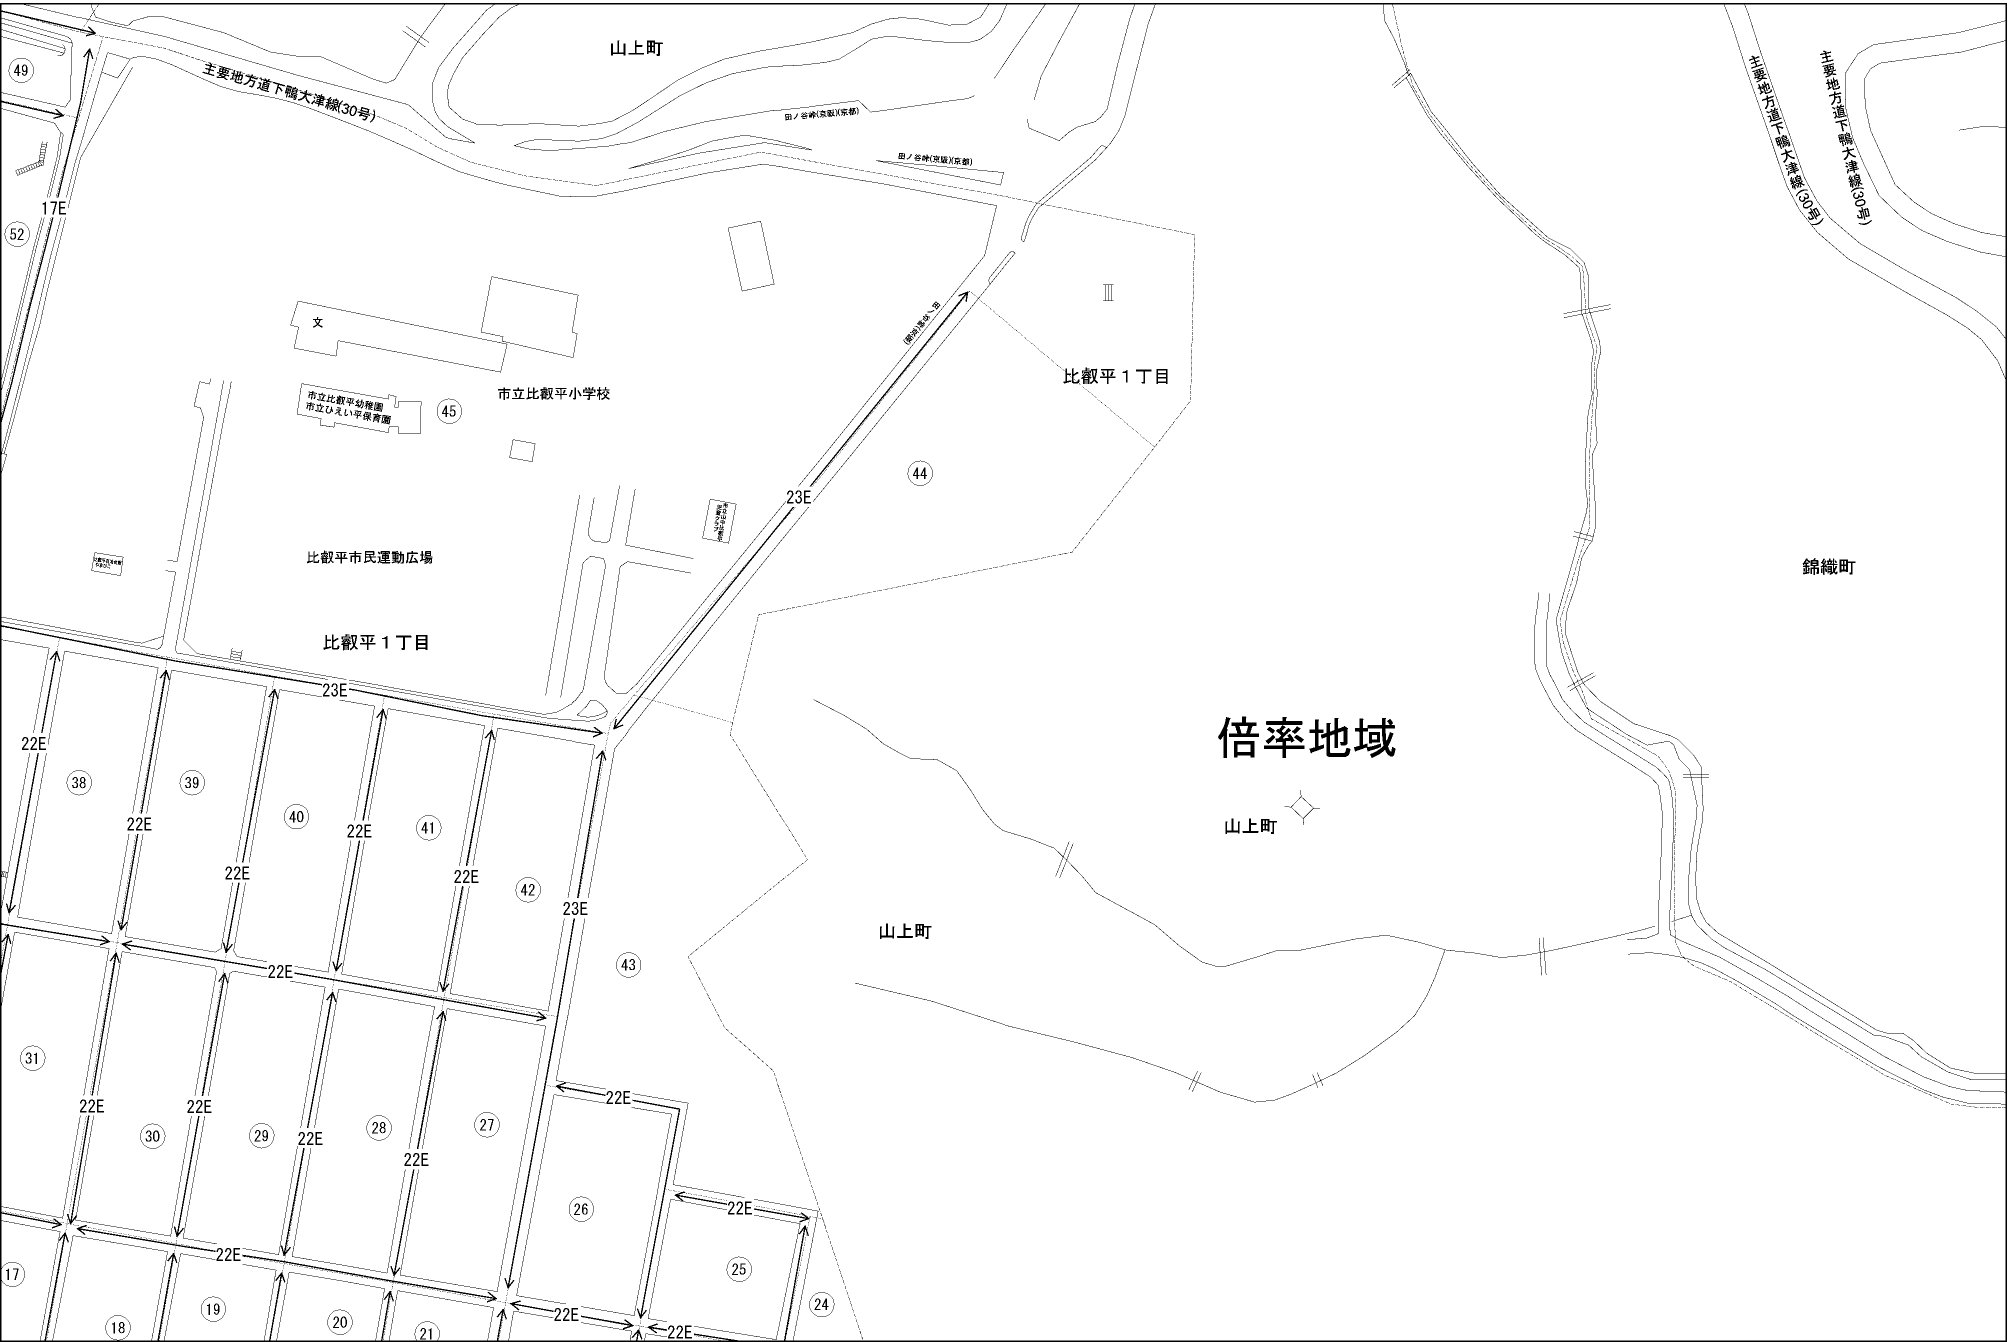 山上町
49
主要地方道下鴨大津線(30号)
主要地方道下鴨大津線(30号)
主要地方道下鴨大津線(30号)
田ノ谷峠(京阪)(京都)
田ノ谷峠(京阪)(京都)
17E
52
文
田ノ谷峠(京阪)
比叡平１丁目
市立比叡平小学校
市立比叡平幼稚園
市立ひえい平保育園
45
44
23E
比叡平市民運動広場
錦織町
比叡平１丁目
23E
22E
倍率地域
38
39
40
41
22E
22E
22E
22E
山上町
42
23E
山上町
43
22E
31
22E
22E
22E
22E
22E
30
29
28
27
26
22E
22E
25
17
18
19
20
21
22E
22E
24